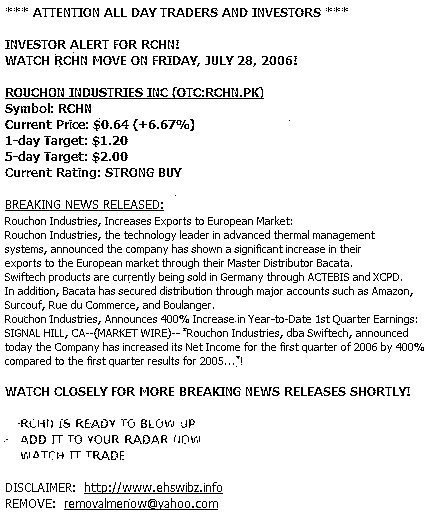 *** ATTENTION ALL DAY TRADERS AND INVESTORS ***
INVESTOR ALERT FOR RCHN!
WATCH RCHN MOVE ON FRIDAY, JULY 28, 2006!
ROUCHON INDUSTRIES INC (OTC:RCHN.PK)
Symbol: RCHN
Current Price: $0.64 (+6.67%)
1-day Target: $1.20
5-day Target: $2.00
Current Rating: STRONG BUY
BREAKING NEWS RELEASED:
Rouchon Industries, Increases Exports to European Market:
Rouchon Industries, the technology leader in advanced thermal management
systems, announced the company has shown a significant increase in their
exports to the European market through their Master Distributor Bacata.
Swiftech products are currently being sold in Germany through ACTEBIS and XCPD.
In addition, Bacata has secured distribution through major accounts such as Amazon,
Surcouf, Rue du Commerce, and Boulanger.
Rouchon Industries, Announces 400% Increase in Year-to-Date 1st Quarter Earnings:
SIGNAL HILL, CA--(MARKET WIRE)-- "Rouchon Industries, dba Swiftech, announced
today the Company has increased its Net Income for the first quarter of 2006 by 400%
compared to the first quarter results for 2005..."!
WATCH CLOSELY FOR MORE BREAKING NEWS RELEASES SHORTLY!
RCHN IS READY TO BLOW UP
ADD IT TO YOUR RADAR NOW
WATCH IT TRADE
DISCLAIMER: http://www.ehswibz.info
REMOVE: removalmenow@yahoo.com